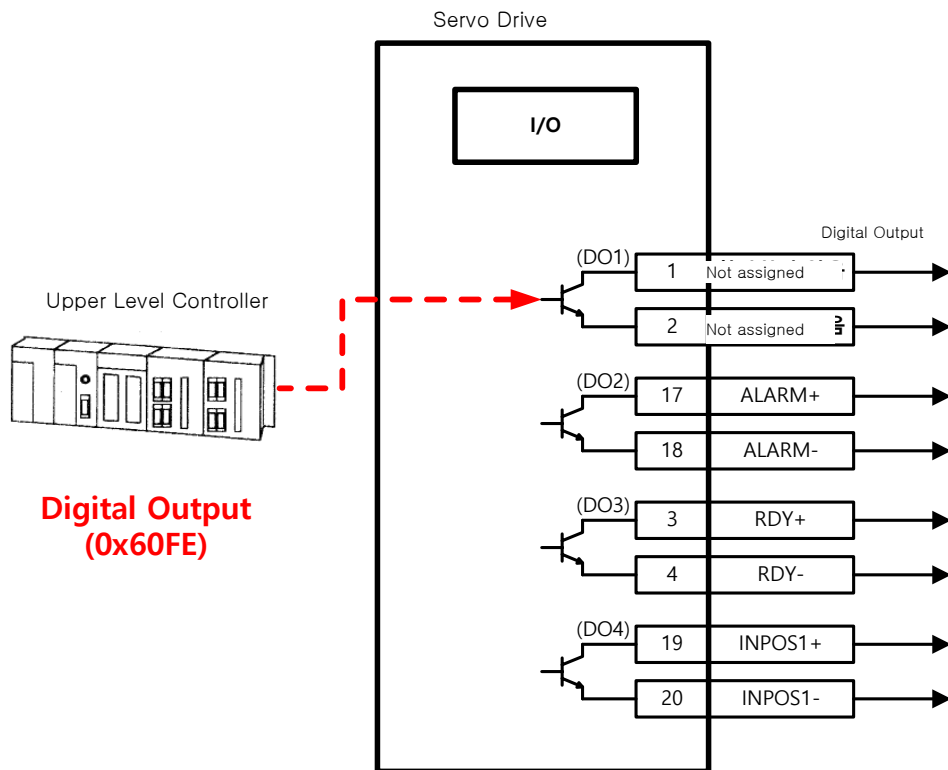 Servo Drive
I/O
Digital Output
(DO1)
1 Not assigned
Upper Level Controller
2 Not assigned
(DO2)
17 ALARM+
18 ALARM-
Digital Output
(0x60FE)
(DO3)
3 RDY+
4 RDY-
(DO4)
19 INPOS1+
20 INPOS1-